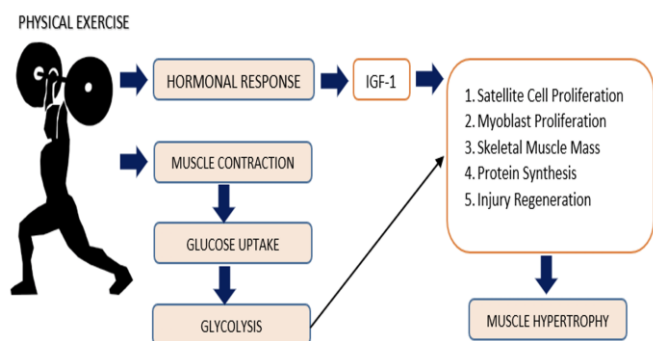 PHYSICAL EXERCISE
HORMONAL RESPONSE
IGF-1
1. Satellite Cell Proliferation
2. Myoblast Proliferation
3. Skeletal Muscle Mass
4. Protein Synthesis
5. Injury Regeneration
MUSCLE CONTRACTION
GLUCOSE UPTAKE
GLYCOLYSIS
MUSCLE HYPERTROPHY